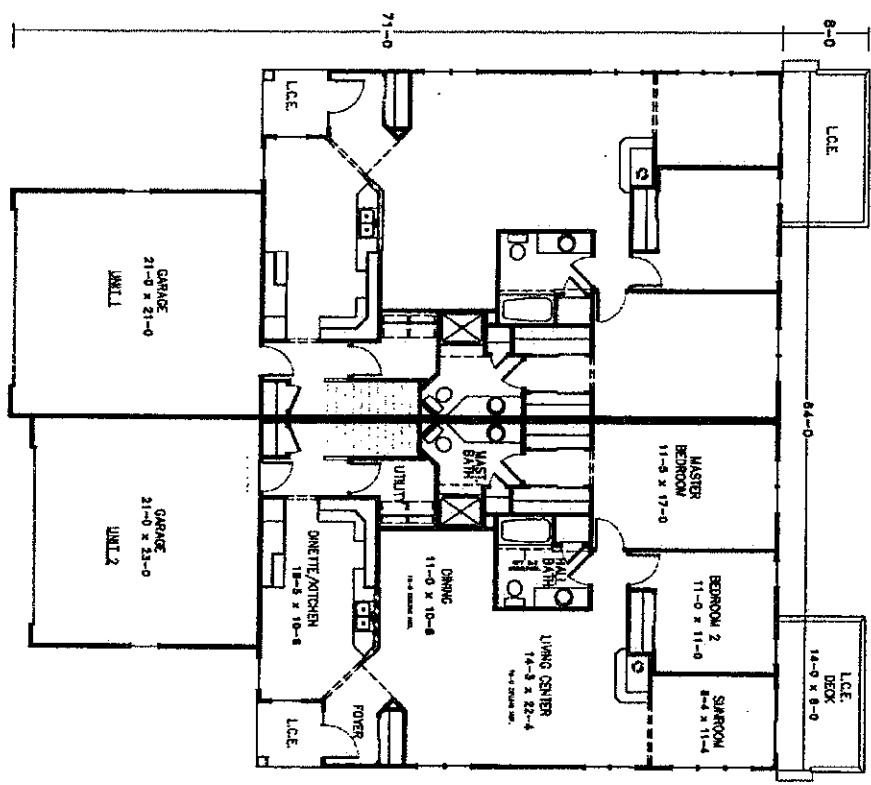 71-0
8-0
L.C.E.
L.C.E.
GARAGE
21-0 x 21-0
UNIT 1
64-0
MASTER
BEDROOM
11-5 x 17-0
MAST.
BATH
UTILITY
HALL
BATH
BEDROOM 2
11-0 x 11-0
GARAGE
21-0 x 23-0
UNIT 2
DINETTE/KITCHEN
18-5 x 10-6
DINING
11-0 x 10-6
LIVING CENTER
14-5 x 22-4
L.C.E.
DECK
14-0 x 8-0
SUNROOM
8-4 x 11-4
FOYER
L.C.E.